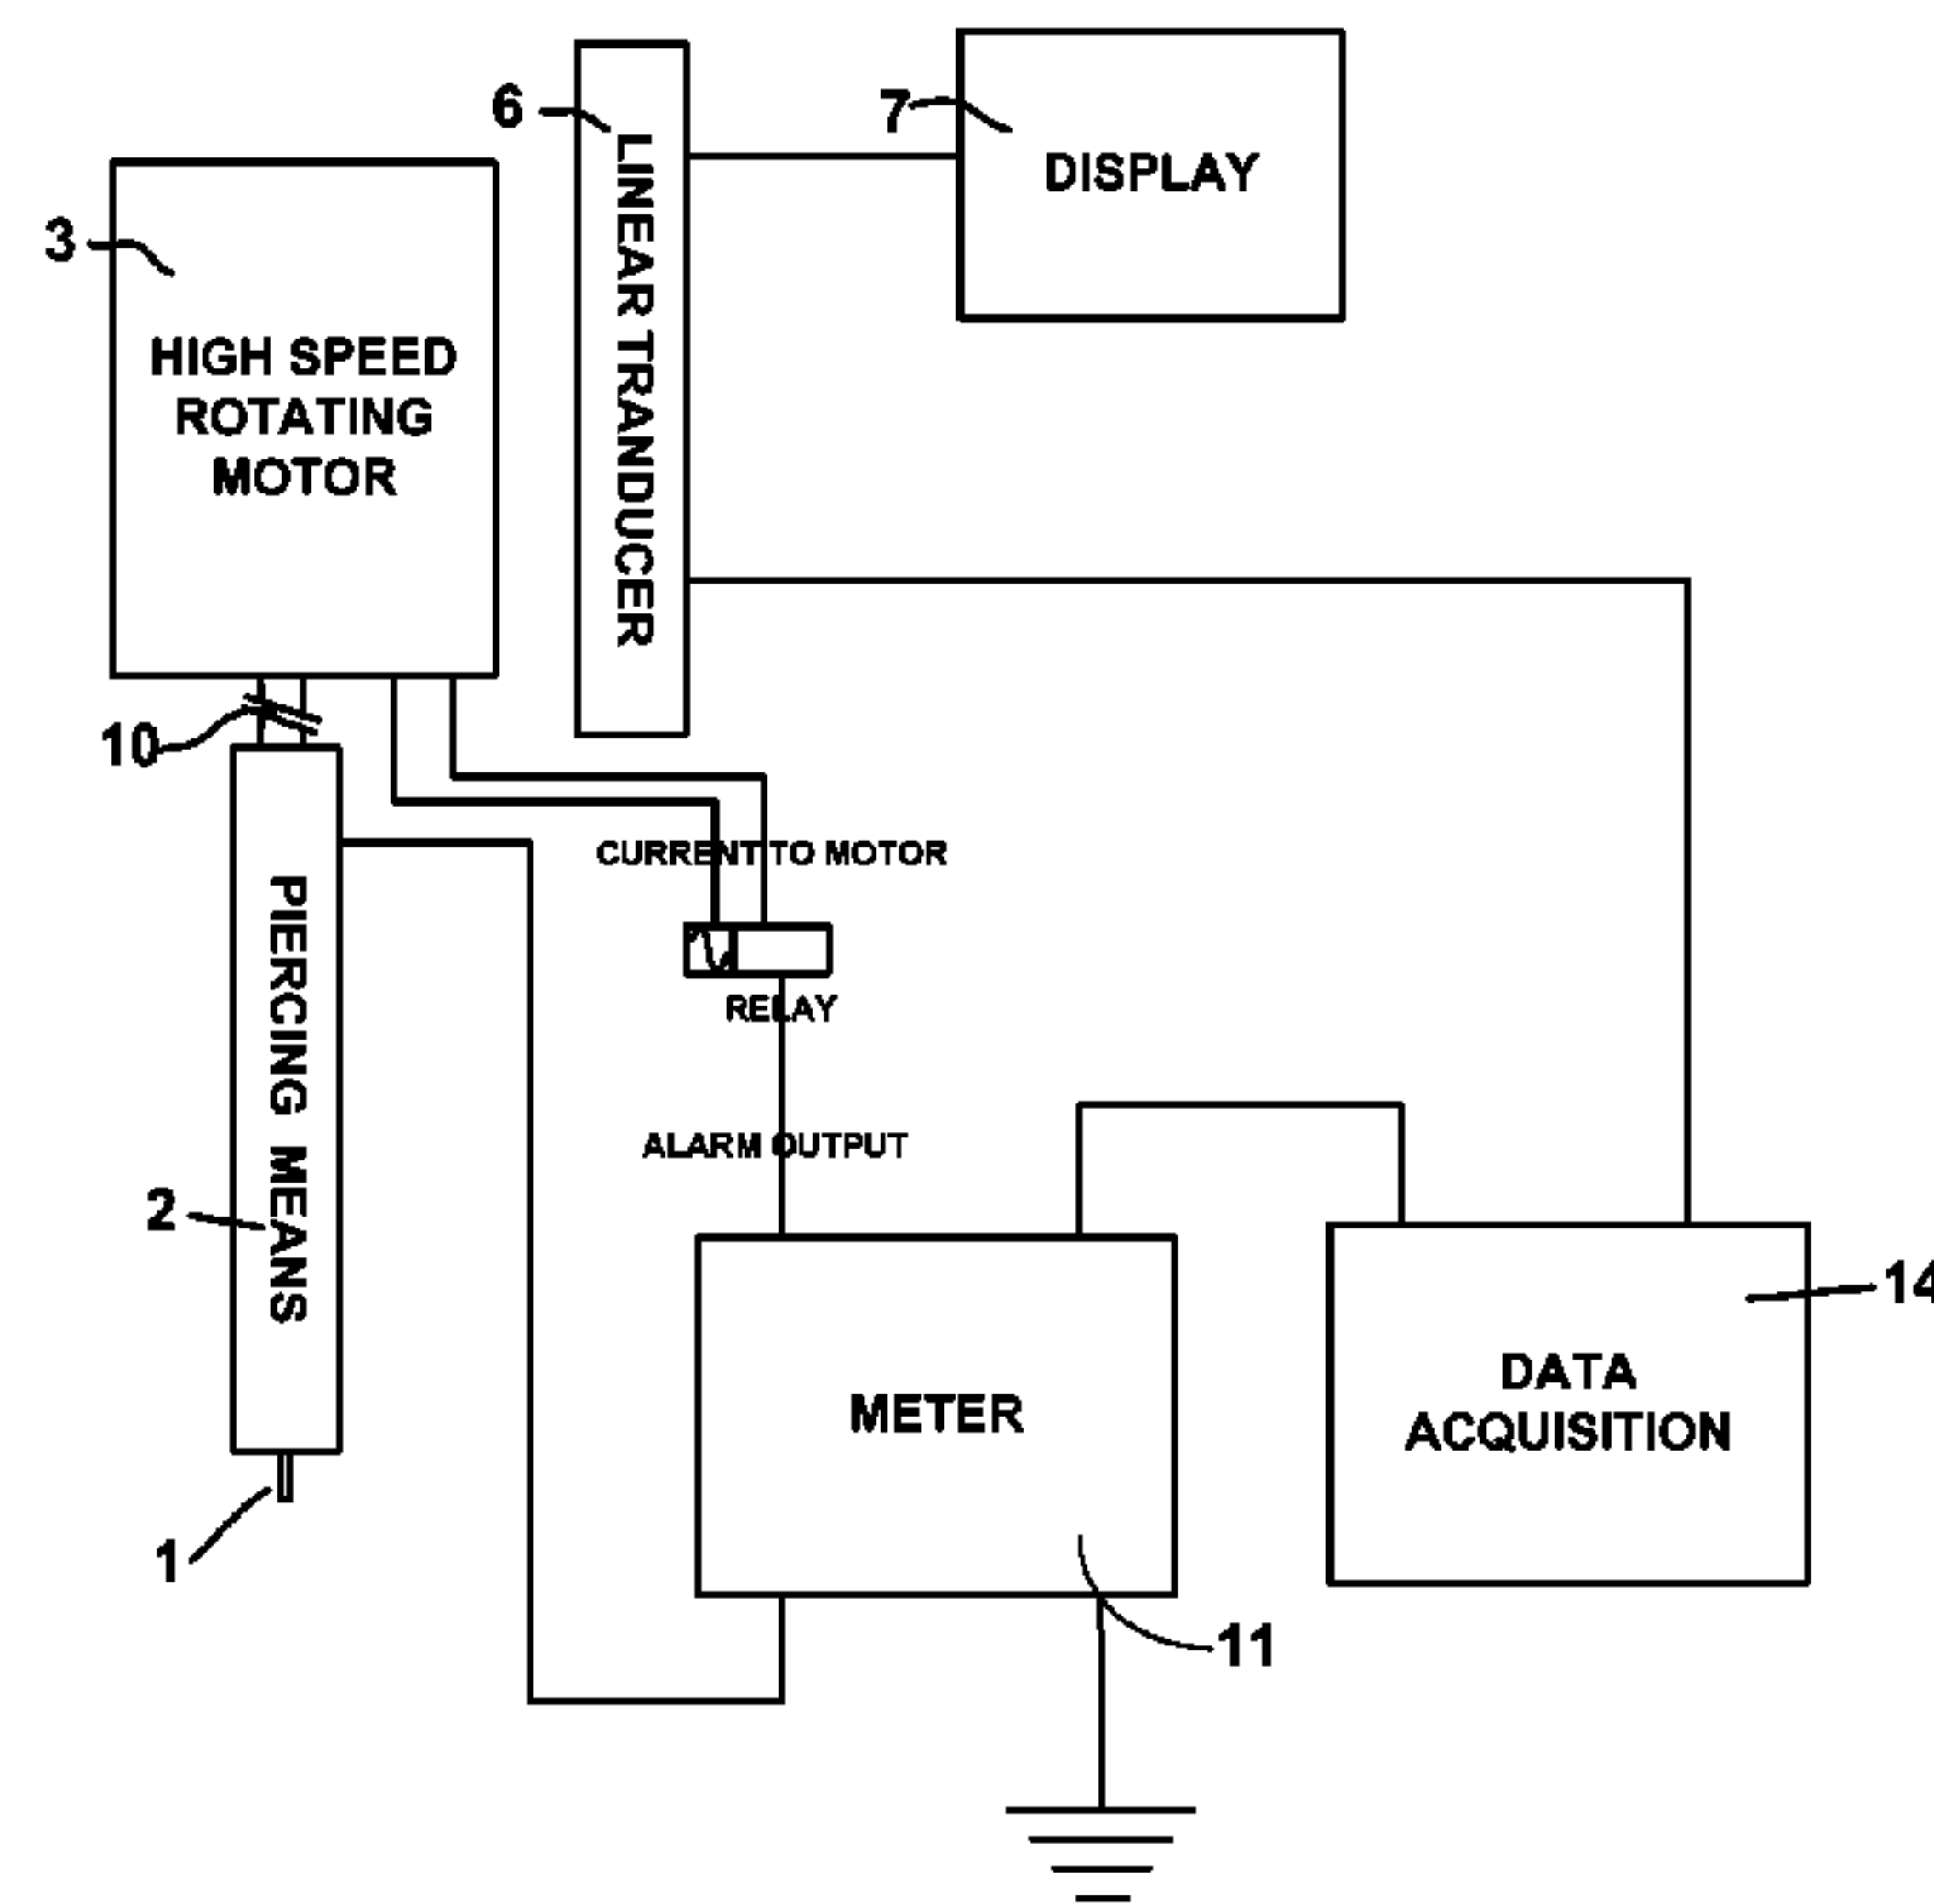 6
7
DISPLAY
LINEAR TRANDUCER
3
HIGH SPEED
ROTATING
MOTOR
10
CURRENT TO MOTOR
PIERCING MEANS
RELAY
ALARM OUTPUT
2
14
METER
DATA
ACQUISITION
1
11